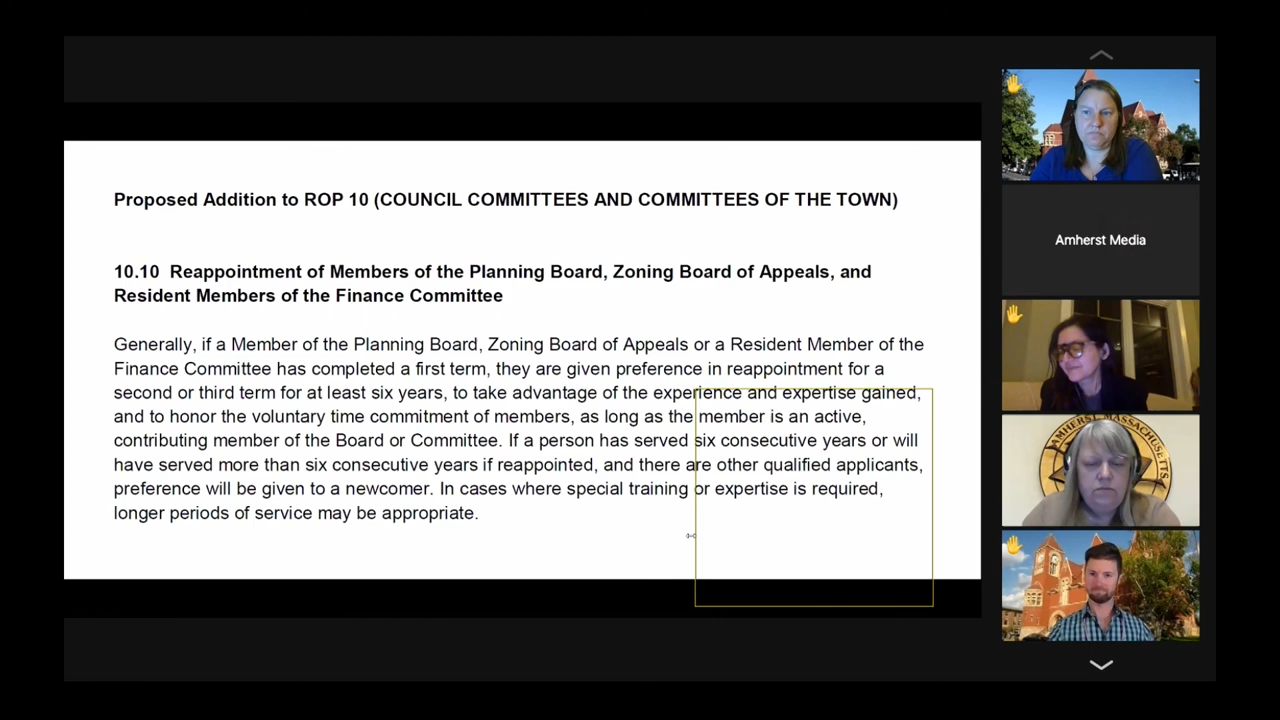 Proposed Addition to ROP 10 (COUNCIL COMMITTEES AND COMMITTEES OF THE TOWN)
10.10 Reappointment of Members of the Planning Board, Zoning Board of Appeals, and
Resident Members of the Finance Committee
Generally, if a Member of the Planning Board, Zoning Board of Appeals or a Resident Member of the
Finance Committee has completed a first term, they are given preference in reappointment for a
second or third term for at least six years, to take advantage of the experience and expertise gained,
and to honor the voluntary time commitment of members, as long as the member is an active,
contributing member of the Board or Committee. If a person has served six consecutive years or will
have served more than six consecutive years if reappointed, and there are other qualified applicants,
preference will be given to a newcomer. In cases where special training or expertise is required,
longer periods of service may be appropriate.
Amherst Media
AMHERST MASSACHUSETTS